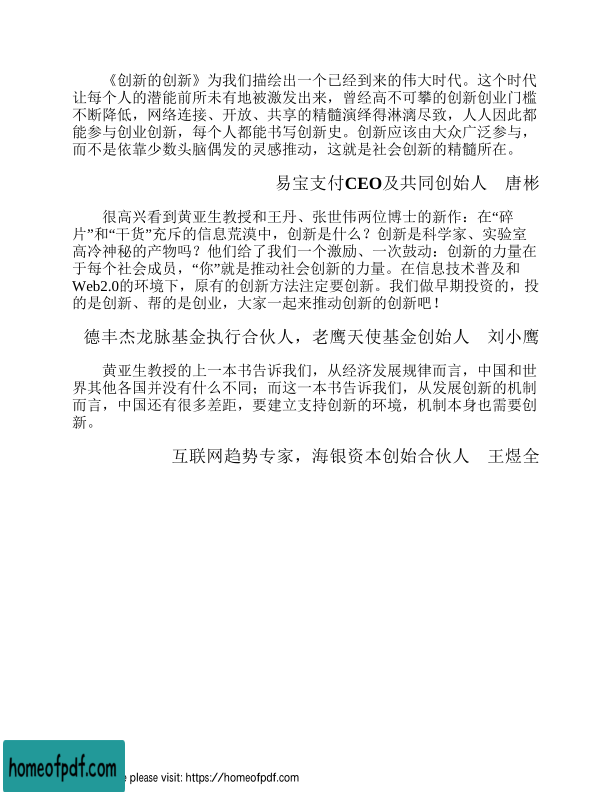 《创新的创新》为我们描绘出一个已经到来的伟大时代。这个时代
让每个人的潜能前所未有地被激发出来，曾经高不可攀的创新创业门槛
不断降低，网络连接、开放、共享的精髓演绎得淋漓尽致，人人因此都
能参与创业创新，每个人都能书写创新史。创新应该由大众广泛参与，
而不是依靠少数头脑偶发的灵感推动，这就是社会创新的精髓所在。
易宝支付CEO及共同创始人　唐彬
很高兴看到黄亚生教授和王丹、张世伟两位博士的新作：在“碎
片”和“干货”充斥的信息荒漠中，创新是什么？创新是科学家、实验室
高冷神秘的产物吗？他们给了我们一个激励、一次鼓动：创新的力量在
于每个社会成员，“你”就是推动社会创新的力量。在信息技术普及和
Web2.0的环境下，原有的创新方法注定要创新。我们做早期投资的，投
的是创新、帮的是创业，大家一起来推动创新的创新吧！
德丰杰龙脉基金执行合伙人，老鹰天使基金创始人　刘小鹰
黄亚生教授的上一本书告诉我们，从经济发展规律而言，中国和世
界其他各国并没有什么不同；而这一本书告诉我们，从发展创新的机制
而言，中国还有很多差距，要建立支持创新的环境，机制本身也需要创
新。
互联网趋势专家，海银资本创始合伙人　王煜全
homeofpdf.com
e please visit: https://homeofpdf.com